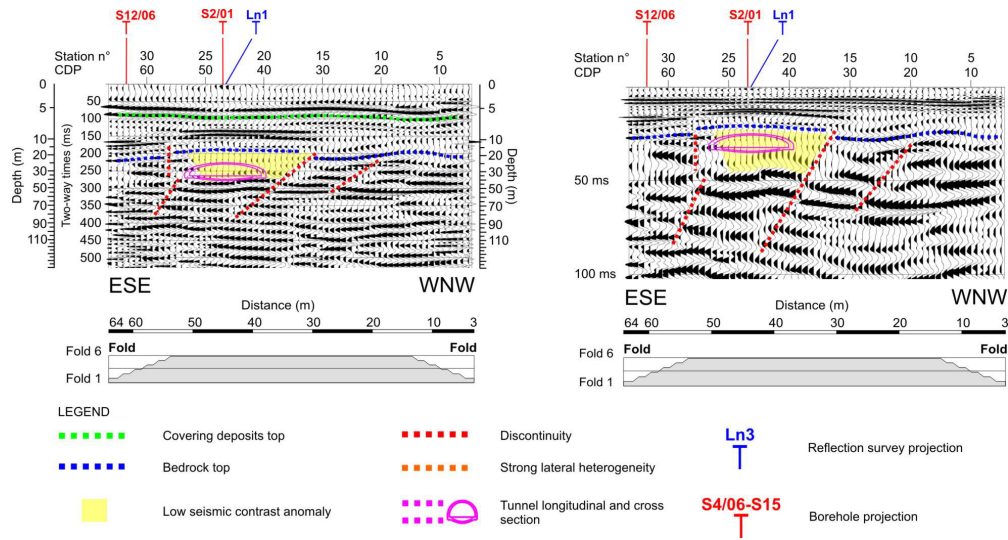 S12/06 S2/01 Ln1
Station n° 30 25 20 15 10
CDP 60 50 40 30 20 10
0 0
50
5 100 5
150
10 10
20 200 20
30 250 30
50 300 50
70 350 70
90 400 90
110 450 110
500
Depth (m) Two-way times (ms) Depth (m)
ESE WNW
Distance (m)
64 60 50 40 30 20 10 3
Fold Fold
Fold 6
Fold 1
S12/06 S2/01 Ln1
Station n° 30 25 20 15 10
CDP 60 50 40 30 20 10
0
50 ms
100 ms
ESE WNW
Distance (m)
64 60 50 40 30 20 10 3
Fold Fold
Fold 6
Fold 1
LEGEND
Covering deposits top
Bedrock top
Low seismic contrast anomaly
Discontinuity
Strong lateral heterogeneity
Tunnel longitudinal and cross
section
Ln3
Reflection survey projection
S4/06-S15
Borehole projection